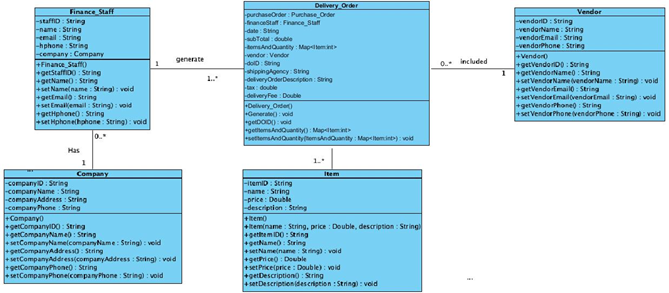 Finance_Staff
-staffID : String
-name : String
-email : String
-hphone : String
-company : Company
+Finance_Staff()
+getStaffID() : String
+getName() : String
+setName(name : String) : void
+getEmail() : String
+setEmail(email : String) : void
+getHphone() : String
+setHphone(hphone : String) : void
1
generate
1..*
Delivery_Order
-purchaseOrder : Purchase_Order
-financeStaff : Finance_Staff
-date : String
-subTotal : double
-itemsAndQuantity : Map<Item:int>
-vendor : Vendor
-doID : String
-shippingAgency : String
-deliveryOrderDescription : String
-tax : double
-deliveryFee : Double
+Delivery_Order()
+Generate() : void
+getDOID() : void
+getItemsAndQuantity() : Map<Item:int>
+setItemsAndQuantity(ItemsAndQuantity : Map<Item:int>) : void
0..*
included
1
Vendor
-vendorID : String
-vendorName : String
-vendorEmail : String
-vendorPhone : String
+Vendor()
+getVendorID() : String
+getVendorName() : String
+setVendorName(vendorName : String) : void
+getVendorEmail() : String
+setVendorEmail(vendorEmail : String) : void
+getVendorPhone() : String
+setVendorPhone(vendorPhone : String) : void
0..*
Has
1
...
Company
-companyID : String
-companyName : String
-companyAddress : String
-companyPhone : String
+Company()
+getCompanyID() : String
+getCompanyName() : String
+setCompanyName(companyName : String) : void
+getCompanyAddress() : String
+setCompanyAddress(companyAddress : String) : void
+getCompanyPhone() : String
+setCompanyPhone(companyPhone : String) : void
1..*
Item
-itemID : String
-name : String
-price : Double
-description : String
+Item()
+Item(name : String, price : Double, description : String)
+getItemID() : String
+getName() : String
+setName(name : String) : void
+getPrice() : Double
+setPrice(price : Double) : void
+getDescription() : String
+setDescription(description : String) : void
...